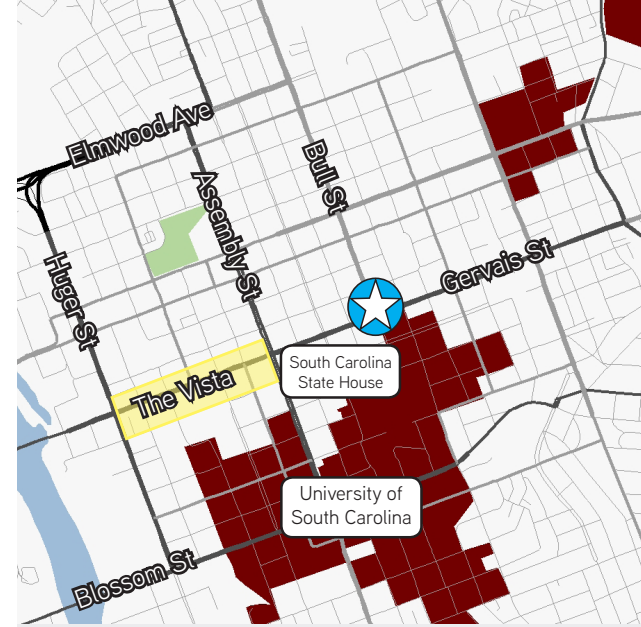 Elmwood Ave
Bull St
Assembly St
Huger St
Gervais St
South Carolina
State House
The Vista
University of
South Carolina
Blossom St